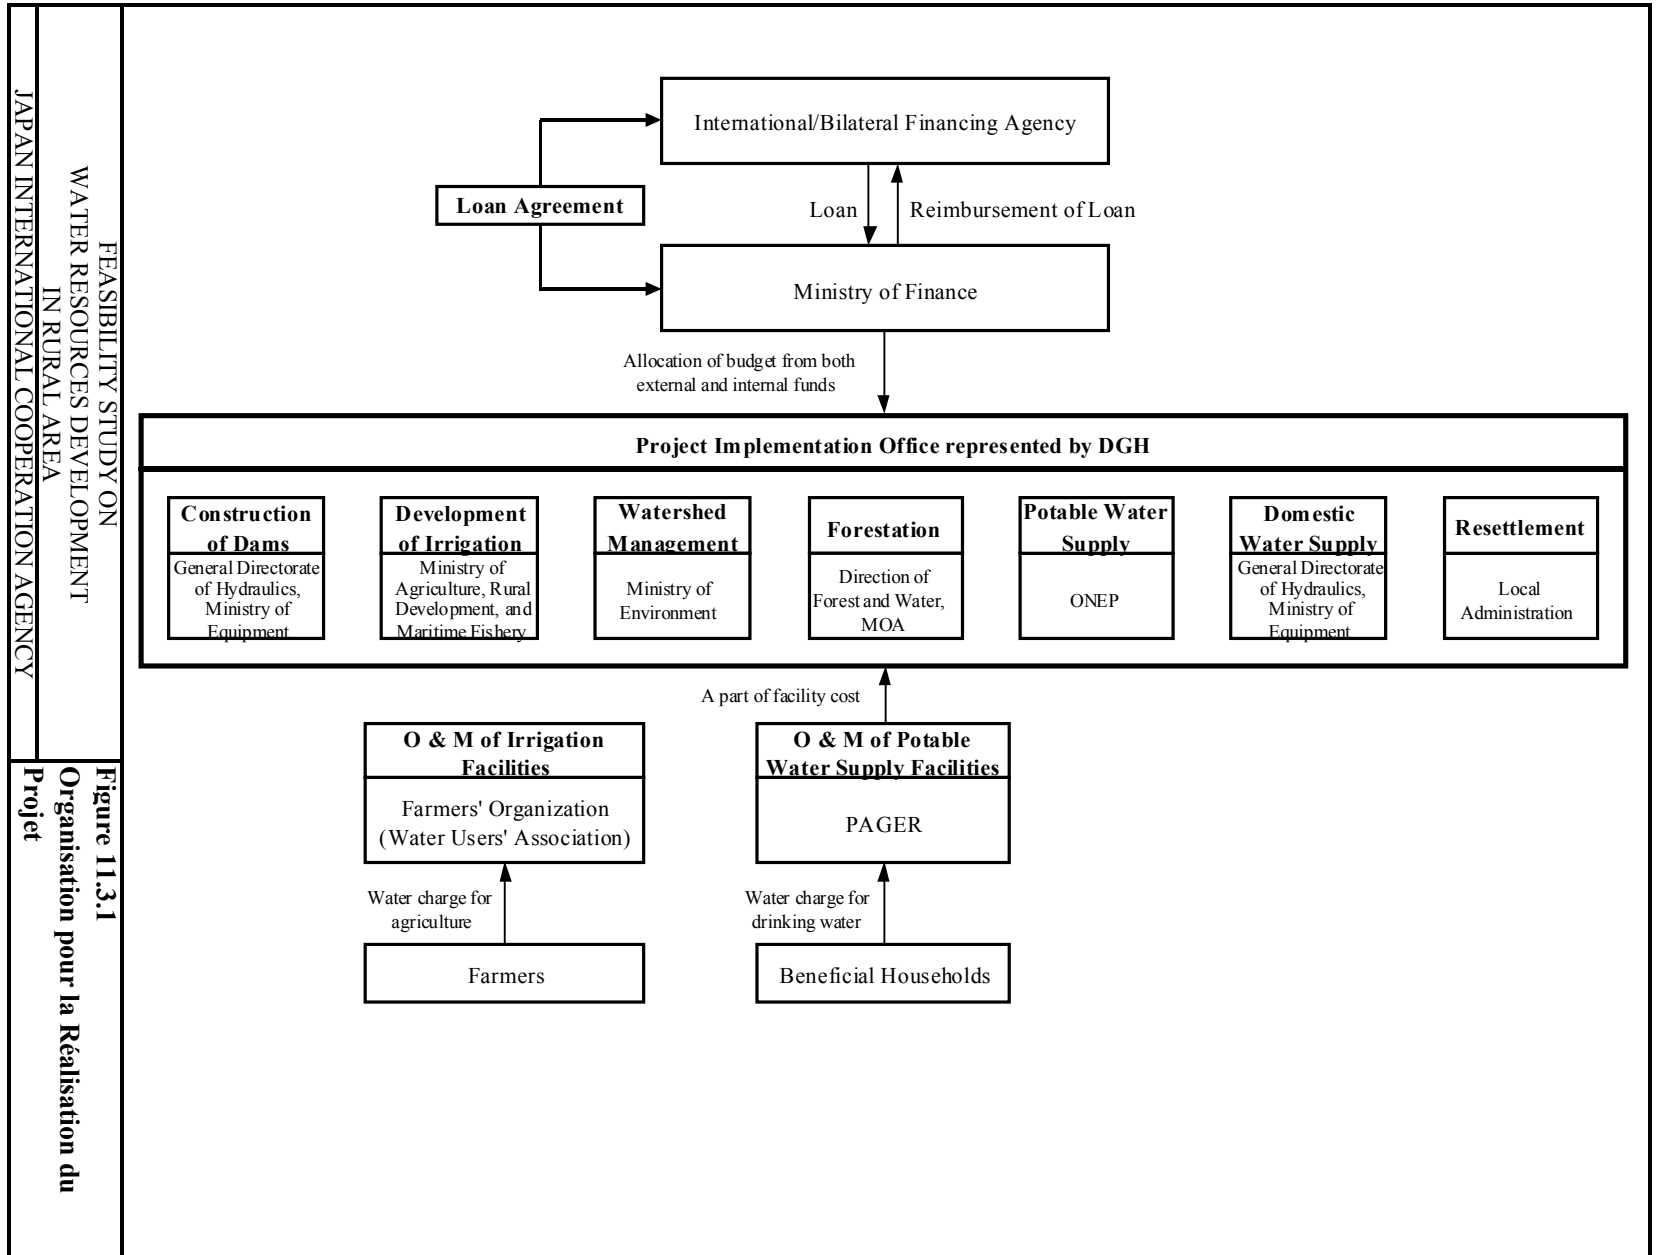 International/Bilateral Financing Agency
Loan Agreement
Loan
Reimbursement of Loan
Ministry of Finance
Allocation of budget from both
external and internal funds
Project Implementation Office represented by DGH
Construction
of Dams
General Directorate
of Hydraulics,
Ministry of
Equipment
Development
of Irrigation
Ministry of
Agriculture, Rural
Development, and
Maritime Fishery
Watershed
Management
Ministry of
Environment
Forestation
Direction of
Forest and Water,
MOA
Potable Water
Supply
ONEP
Domestic
Water Supply
General Directorate
of Hydraulics,
Ministry of
Equipment
Resettlement
Local
Administration
A part of facility cost
O & M of Irrigation
Facilities
Farmers' Organization
(Water Users' Association)
O & M of Potable
Water Supply Facilities
PAGER
Water charge for
agriculture
Water charge for
drinking water
Farmers
Beneficial Households
FEASIBILITY STUDY ON
WATER RESOURCES DEVELOPMENT
IN RURAL AREA
JAPAN INTERNATIONAL COOPERATION AGENCY
Figure 11.3.1
Organisation pour la Réalisation du
Projet